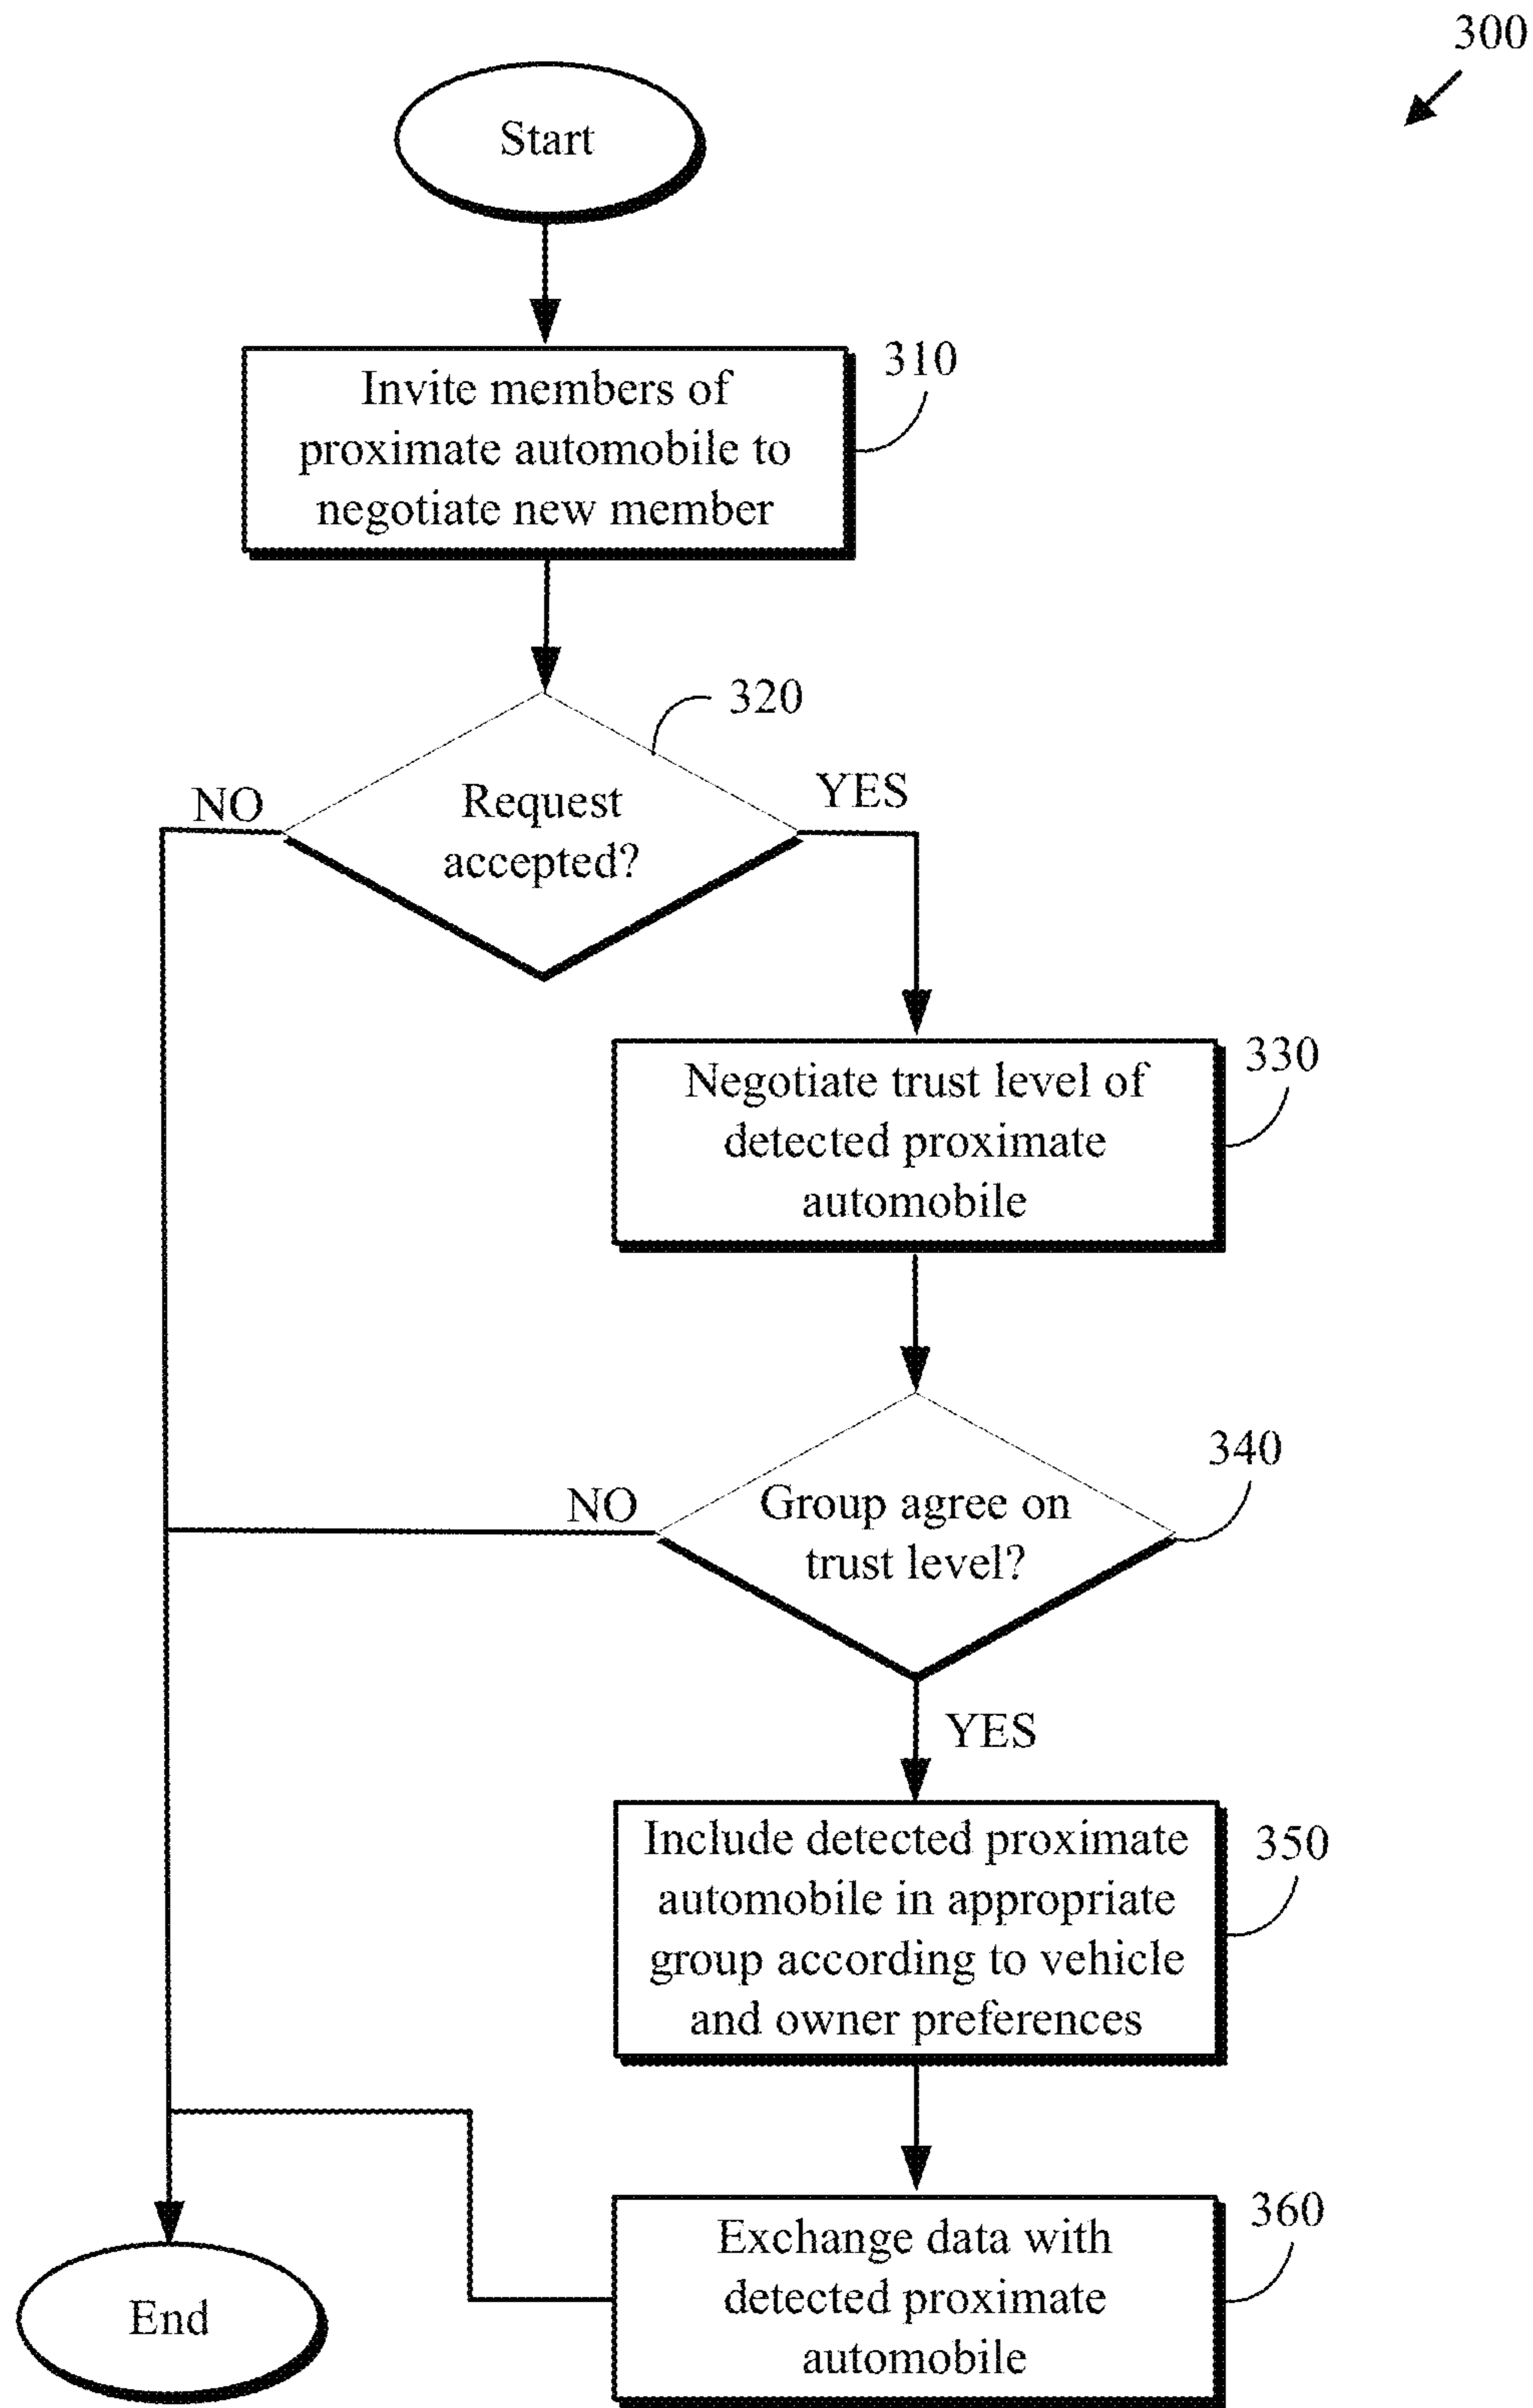 300
Start
310
Invite members of
proximate automobile to
negotiate new member
320
NO
YES
Request
accepted?
330
Negotiate trust level of
detected proximate
automobile
340
NO
Group agree on
trust level?
YES
350
Include detected proximate
automobile in appropriate
group according to vehicle
and owner preferences
360
Exchange data with
detected proximate
automobile
End